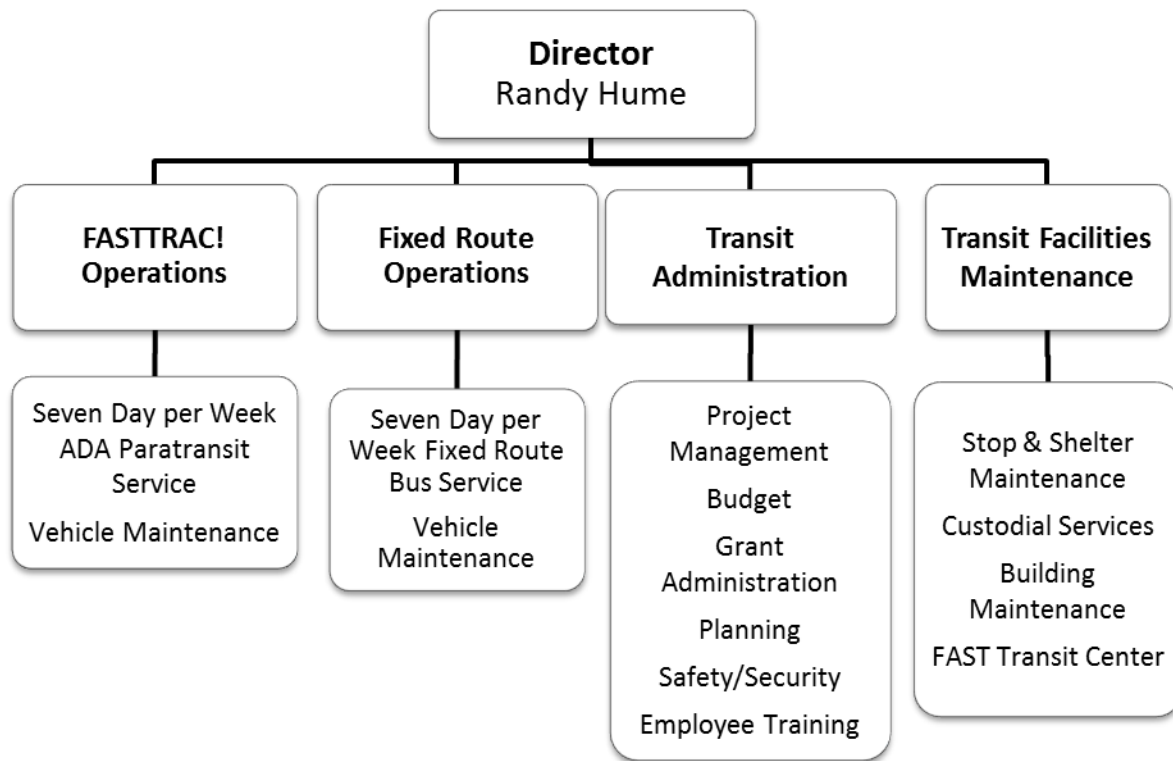 Director
Randy Hume
FASTTRAC!
Operations
Fixed Route
Operations
Transit
Administration
Transit Facilities
Maintenance
Seven Day per Week
ADA Paratransit
Service
Vehicle Maintenance
Seven Day per
Week Fixed Route
Bus Service
Vehicle
Maintenance
Project
Management
Budget
Grant
Administration
Planning
Safety/Security
Employee Training
Stop & Shelter
Maintenance
Custodial Services
Building
Maintenance
FAST Transit Center